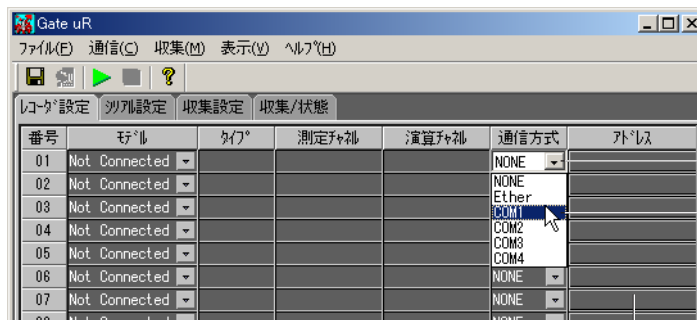 Gate uR
ファイル(F) 通信(C) 収集(M) 表示(V) ヘルプ(H)
レコーダ設定 シリアル設定 収集設定 収集/状態
番号 モデル タイプ 測定チャネル 演算チャネル 通信方式 アドレス
01 Not Connected NONE
02 Not Connected NONE
Ether
03 Not Connected COM1
04 Not Connected COM2
COM3
05 Not Connected COM4
06 Not Connected NONE
07 Not Connected NONE